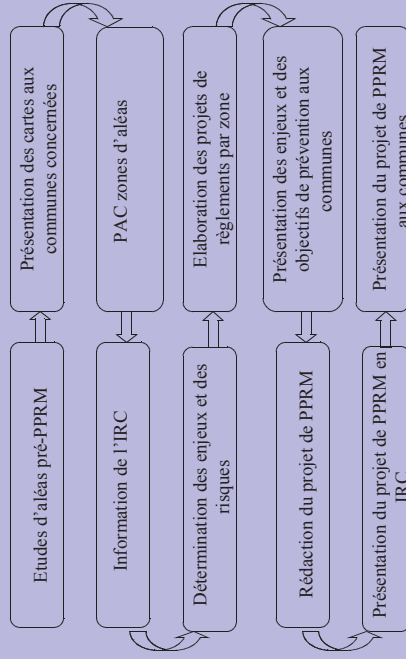 Etudes d'aléas pré-PPRM
Présentation des cartes aux
communes concernées
PAC zones d'aléas
Information de l'IRC
Détermination des enjeux et des
risques
Elaboration des projets de
règlements par zone
Présentation des enjeux et des
objectifs de prévention aux
communes
Rédaction du projet de PPRM
Présentation du projet de PPRM en
IRC
Présentation du projet de PPRM
aux communes